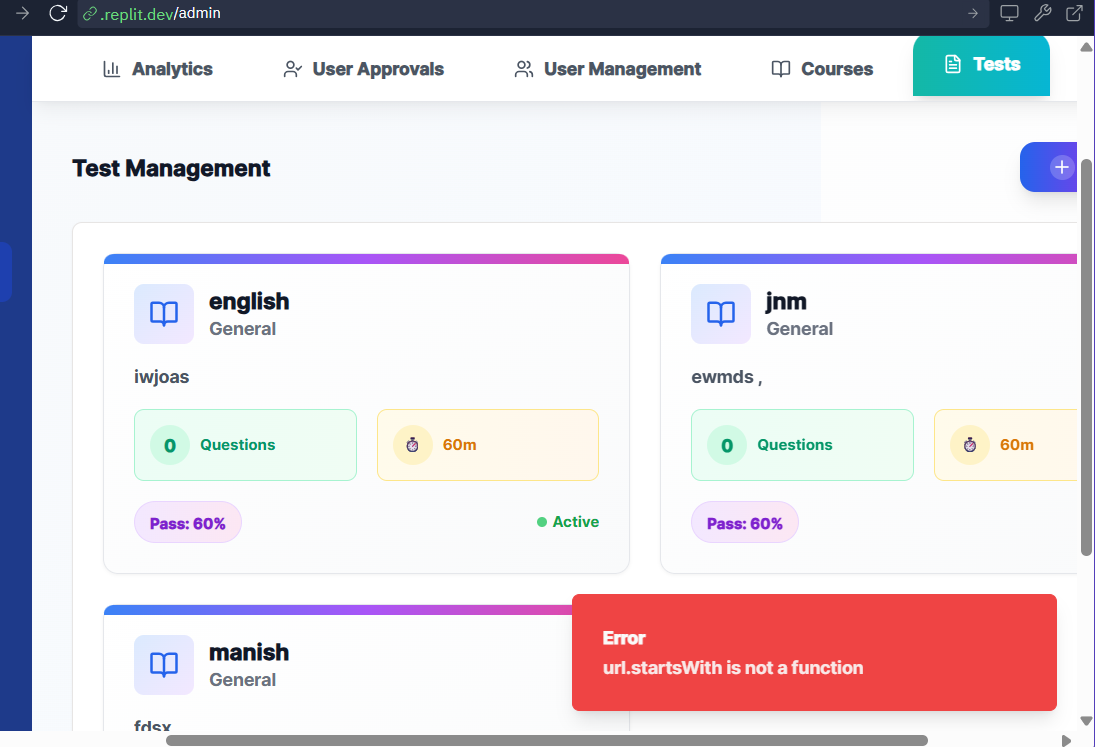 .replit.dev/admin
Analytics
User Approvals
User Management
Courses
Tests
Test Management
english
General
iwjoas
0 Questions
60m
Pass: 60%
Active
jnm
General
ewmds ,
0 Questions
60m
Pass: 60%
manish
General
fdsx
Error
url.startsWith is not a function